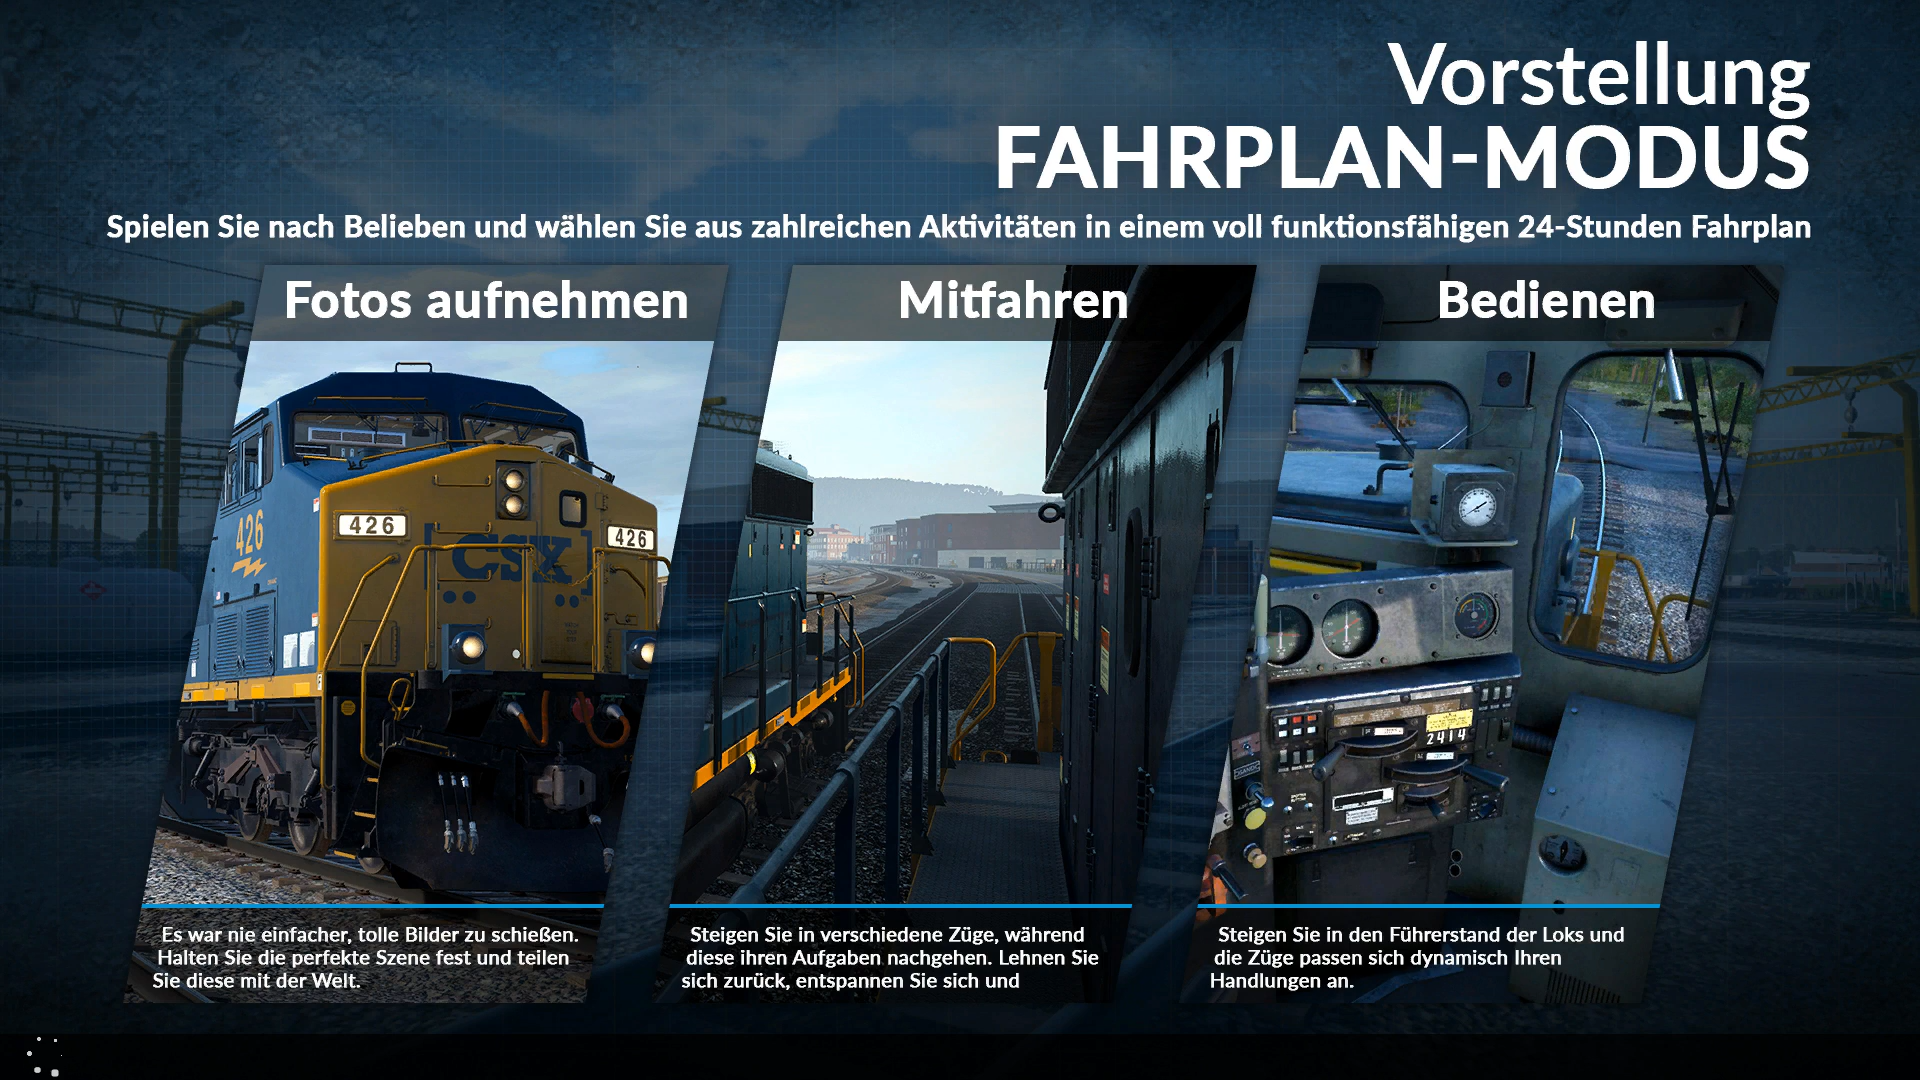 Vorstellung
FAHRPLAN-MODUS
Spielen Sie nach Belieben und wählen Sie aus zahlreichen Aktivitäten in einem voll funktionsfähigen 24-Stunden Fahrplan
Fotos aufnehmen
426
426
426
CSX
Es war nie einfacher, tolle Bilder zu schießen.
Halten Sie die perfekte Szene fest und teilen
Sie diese mit der Welt.
Mitfahren
Steigen Sie in verschiedene Züge, während
diese ihren Aufgaben nachgehen. Lehnen Sie
sich zurück, entspannen Sie sich und
Bedienen
2414
Steigen Sie in den Führerstand der Loks und
die Züge passen sich dynamisch Ihren
Handlungen an.